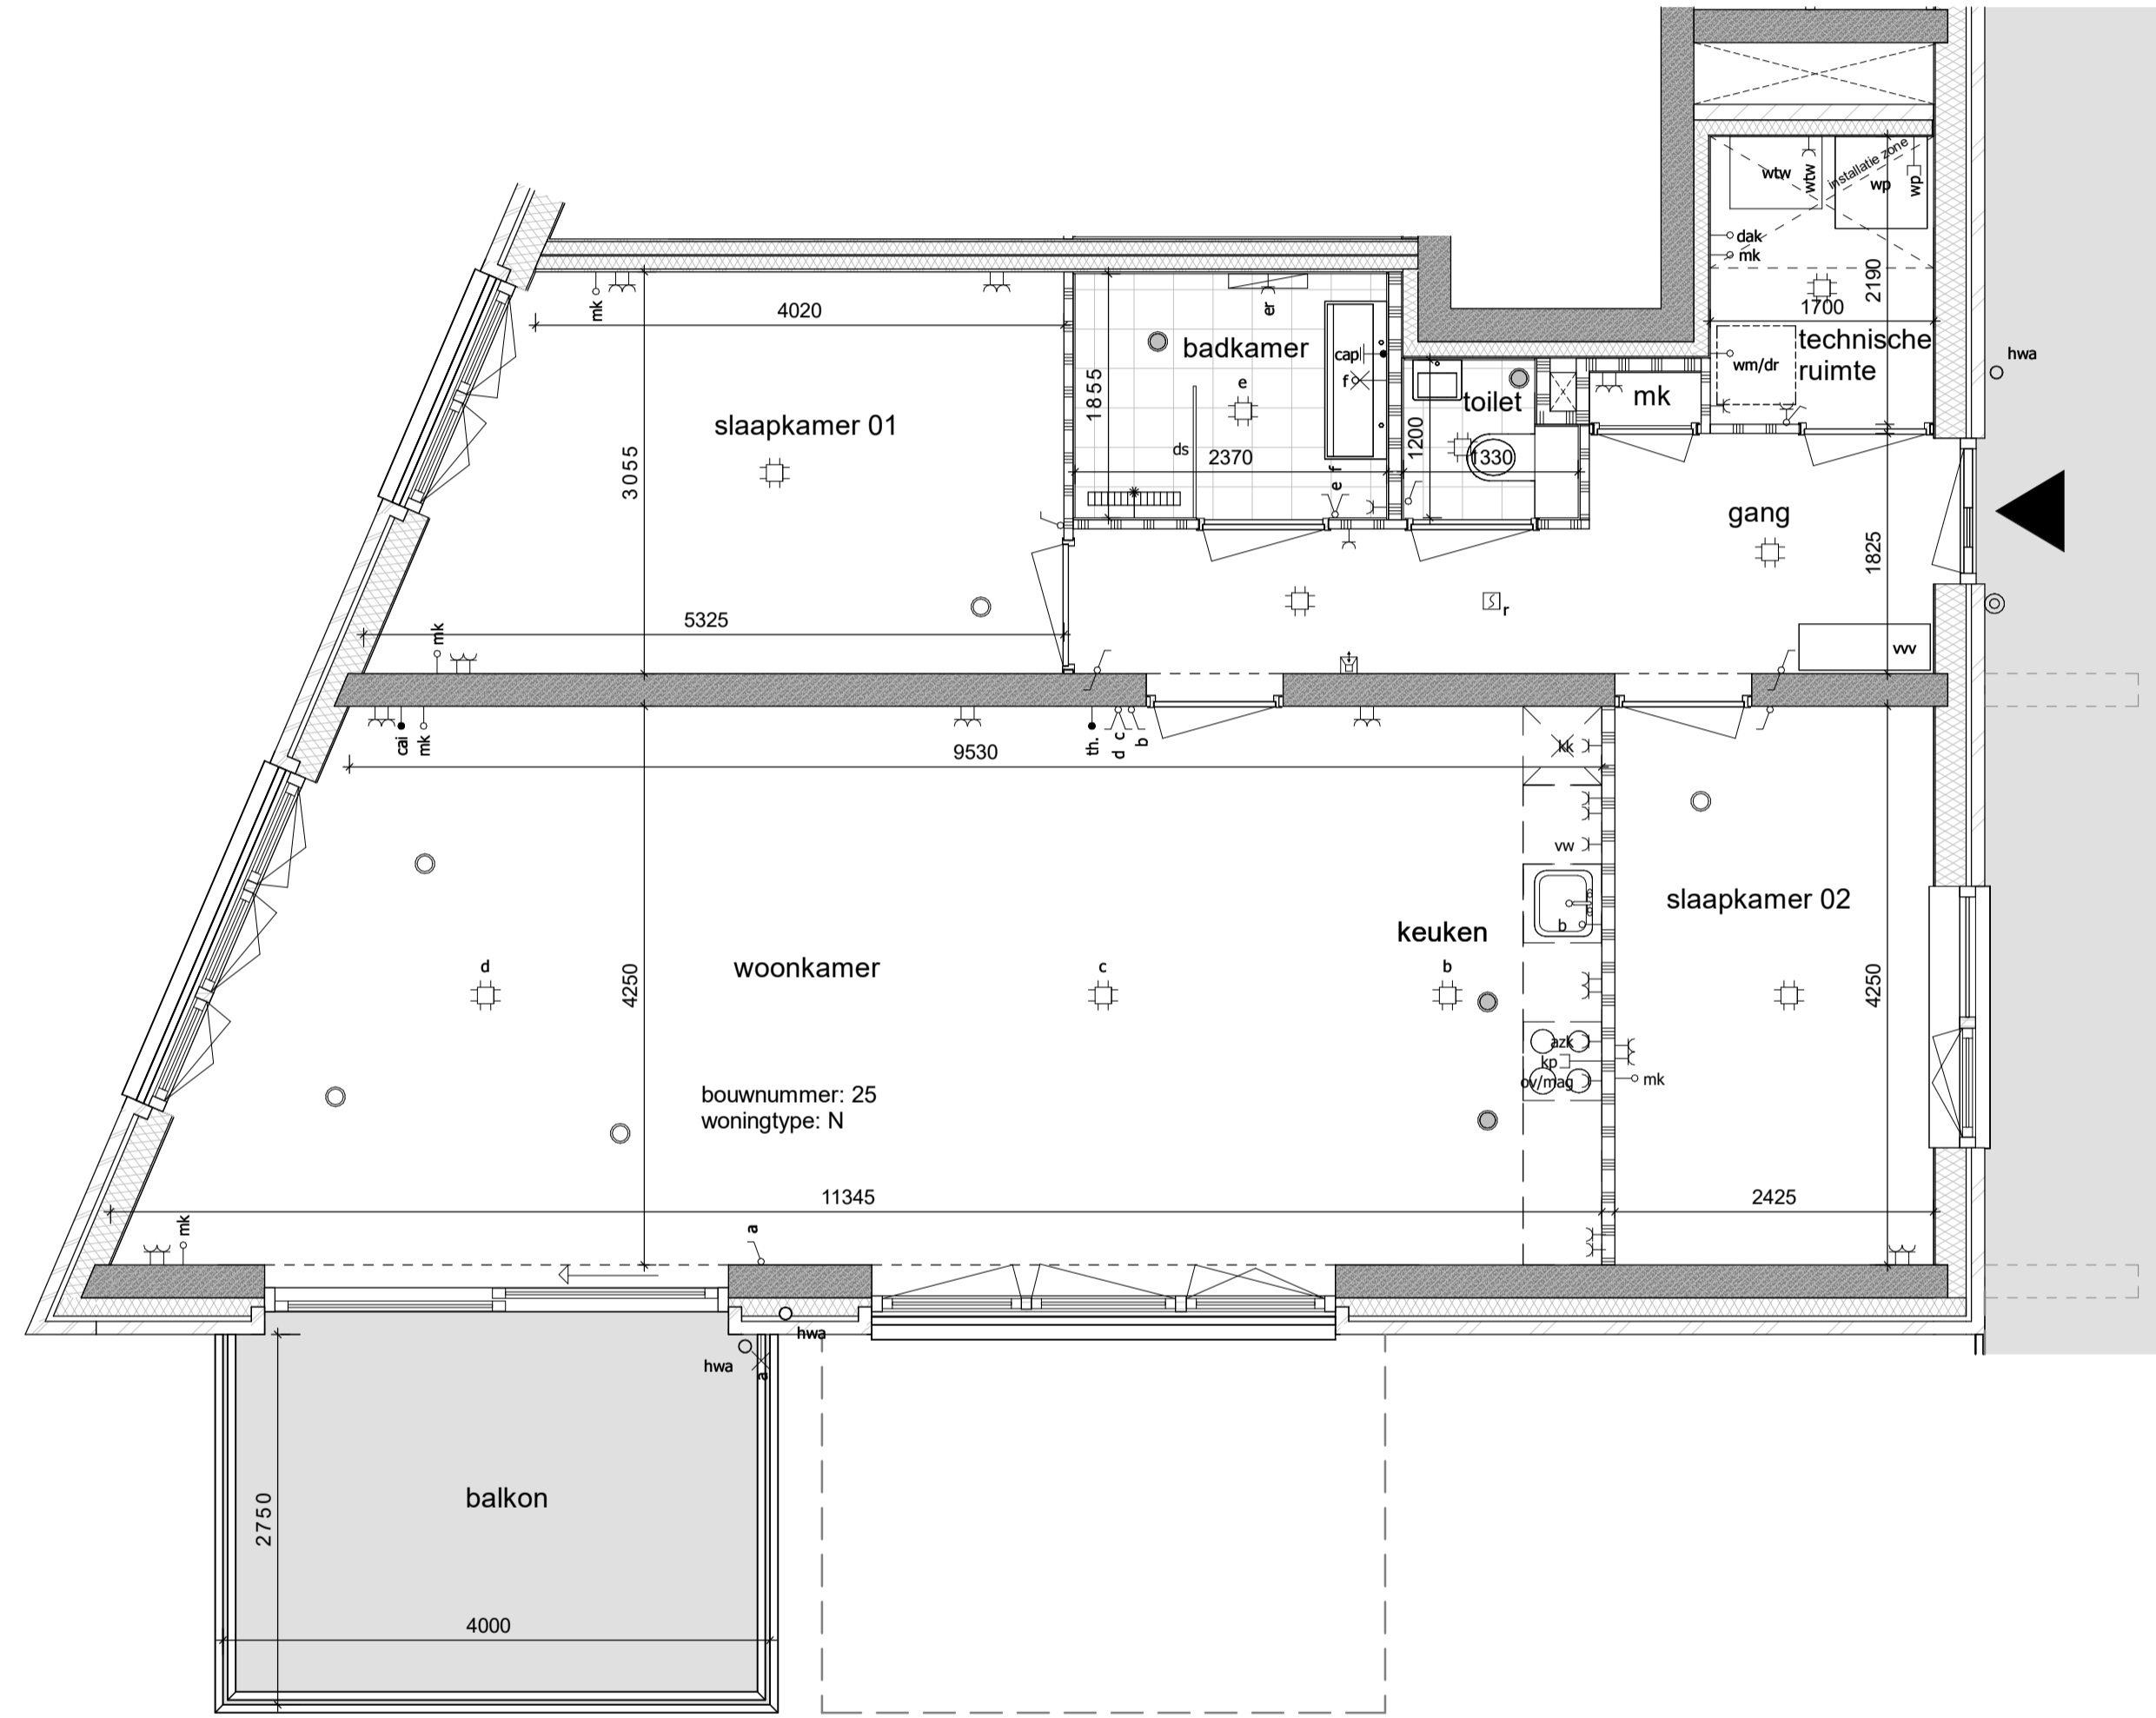 wtw
wtw
installatie zone
wp
wp
dak
mk
2190
1700
technische
ruimte
wm/dr
hwa
mk
4020
er
badkamer
cap
f
e
1855
toilet
mk
slaapkamer 01
1200
ds
2370
1330
3055
e f
gang
1825
r
5325
mk
vvv
cai
mk
th.
d c
b
9530
kk
vw
slaapkamer 02
b
keuken
woonkamer
d
c
b
4250
4250
azk
kp
ov/mag
mk
bouwnummer: 25
woningtype: N
11345
2425
mk
a
hwa
hwa
a
balkon
2750
4000